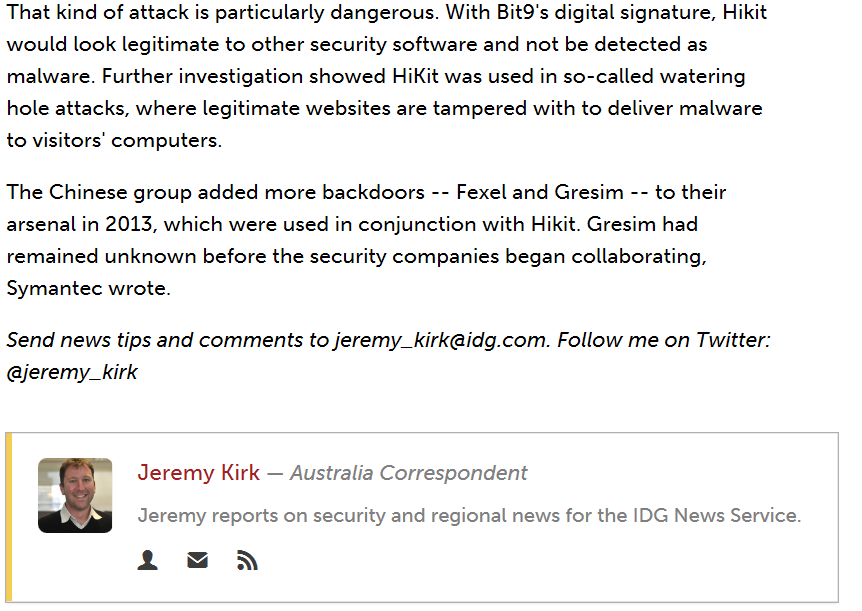 That kind of attack is particularly dangerous. With Bit9's digital signature, Hikit
would look legitimate to other security software and not be detected as
malware. Further investigation showed HiKit was used in so-called watering
hole attacks, where legitimate websites are tampered with to deliver malware
to visitors' computers.
The Chinese group added more backdoors -- Fexel and Gresim -- to their
arsenal in 2013, which were used in conjunction with Hikit. Gresim had
remained unknown before the security companies began collaborating,
Symantec wrote.
Send news tips and comments to jeremy_kirk@idg.com. Follow me on Twitter:
@jeremy_kirk
Jeremy Kirk — Australia Correspondent
Jeremy reports on security and regional news for the IDG News Service.